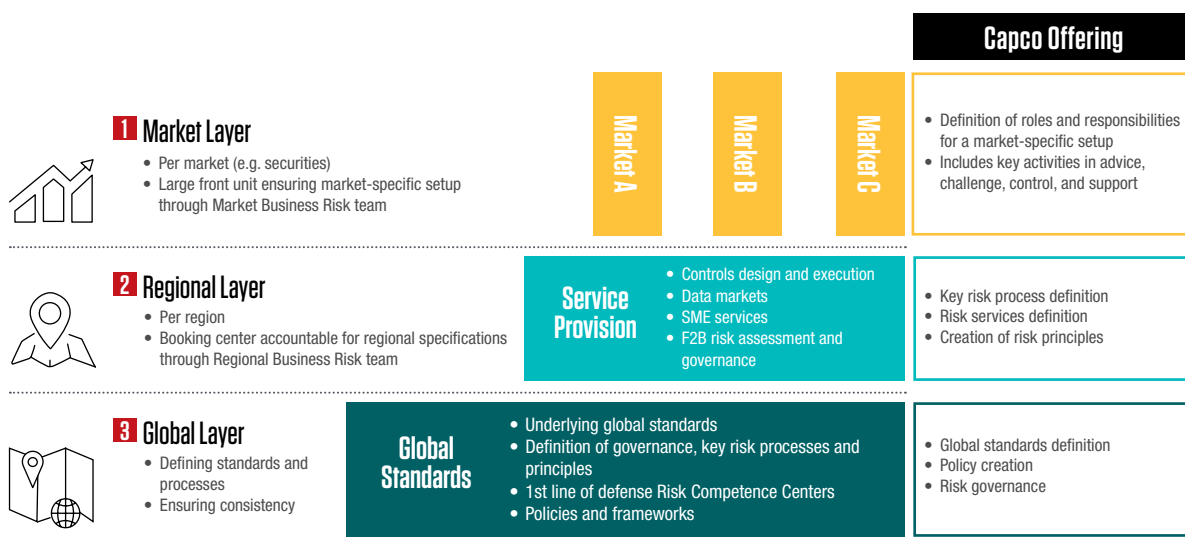 Capco Offering
1 Market Layer
• Per market (e.g. securities)
• Large front unit ensuring market-specific setup
through Market Business Risk team
Market A
Market B
Market C
• Definition of roles and responsibilities
for a market-specific setup
• Includes key activities in advice,
challenge, control, and support
2 Regional Layer
• Per region
• Booking center accountable for regional specifications
through Regional Business Risk team
Service
Provision
• Controls design and execution
• Data markets
• SME services
• F2B risk assessment and
governance
• Key risk process definition
• Risk services definition
• Creation of risk principles
3 Global Layer
• Defining standards and
processes
• Ensuring consistency
Global
Standards
• Underlying global standards
• Definition of governance, key risk processes and
principles
• 1st line of defense Risk Competence Centers
• Policies and frameworks
• Global standards definition
• Policy creation
• Risk governance